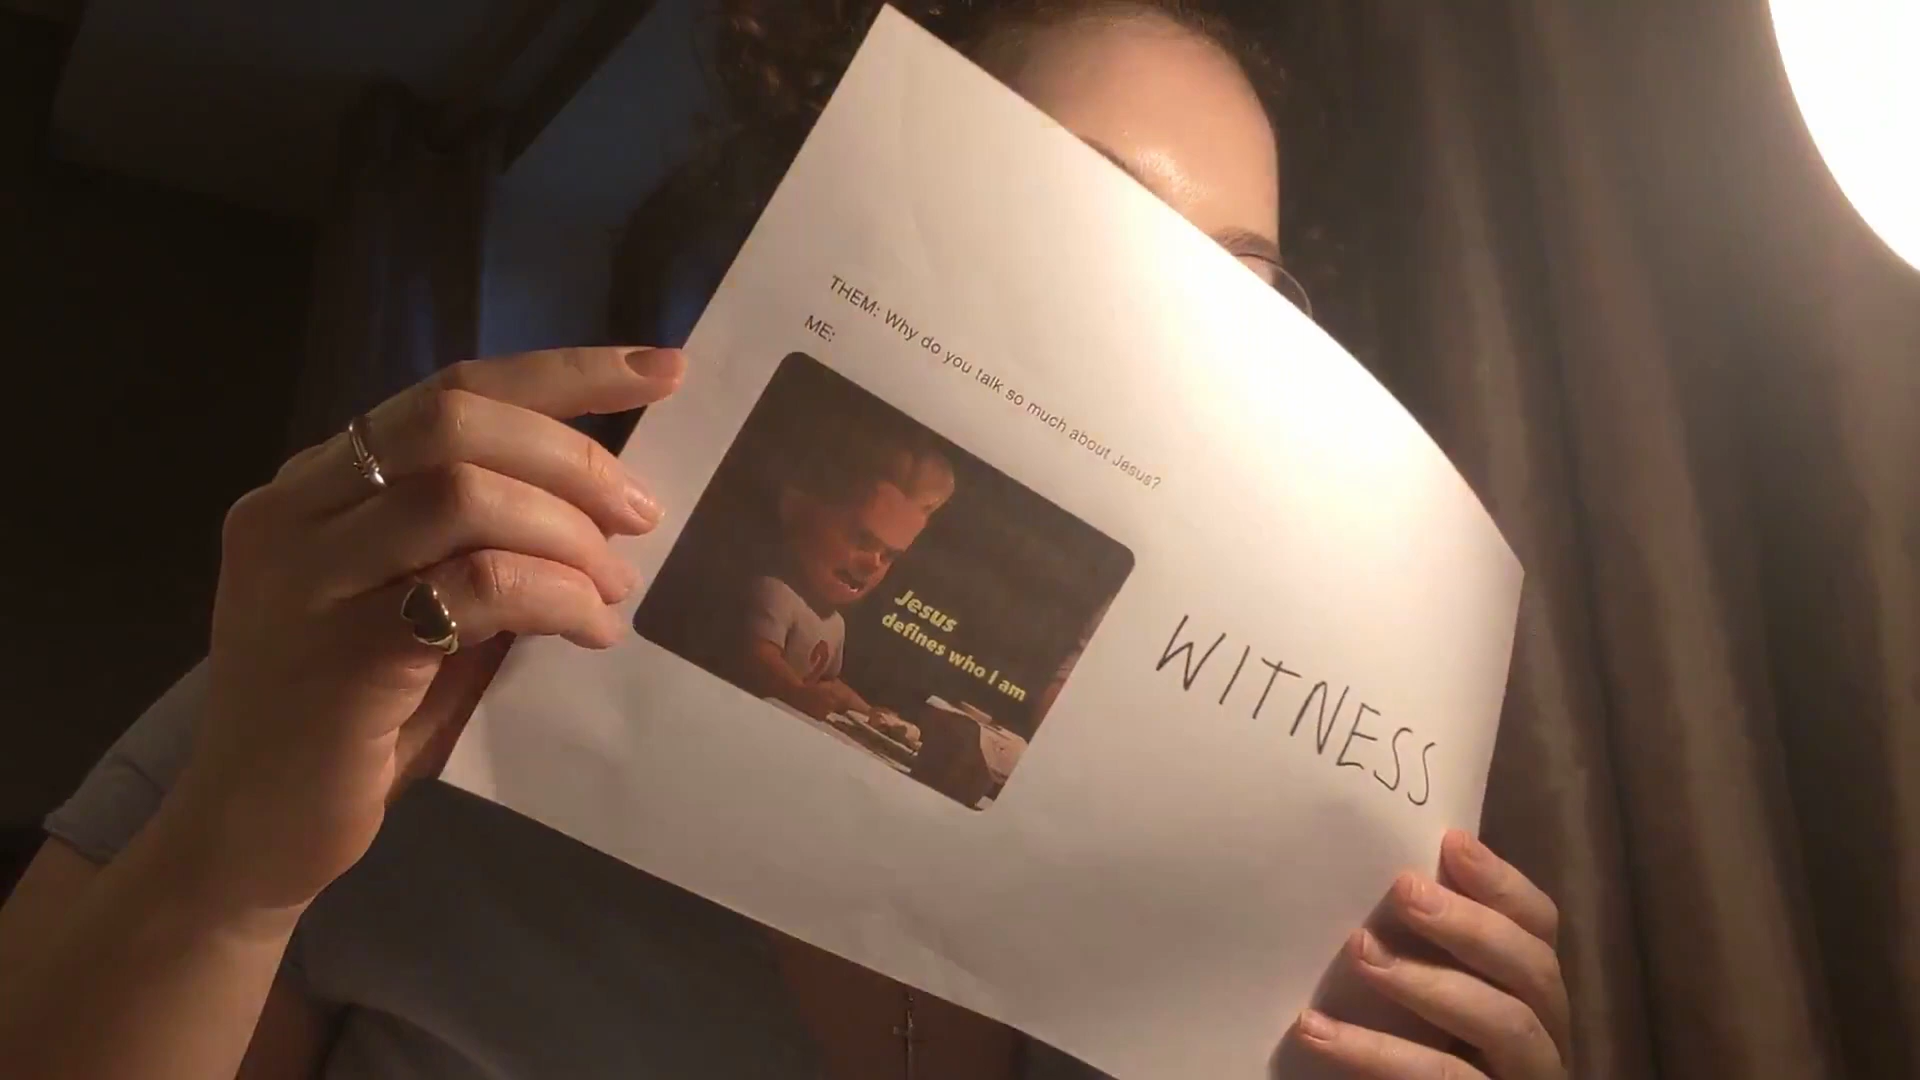 THEM: Why do you talk so much about Jesus?
ME:
Jesus
defines who I am
WITNESS